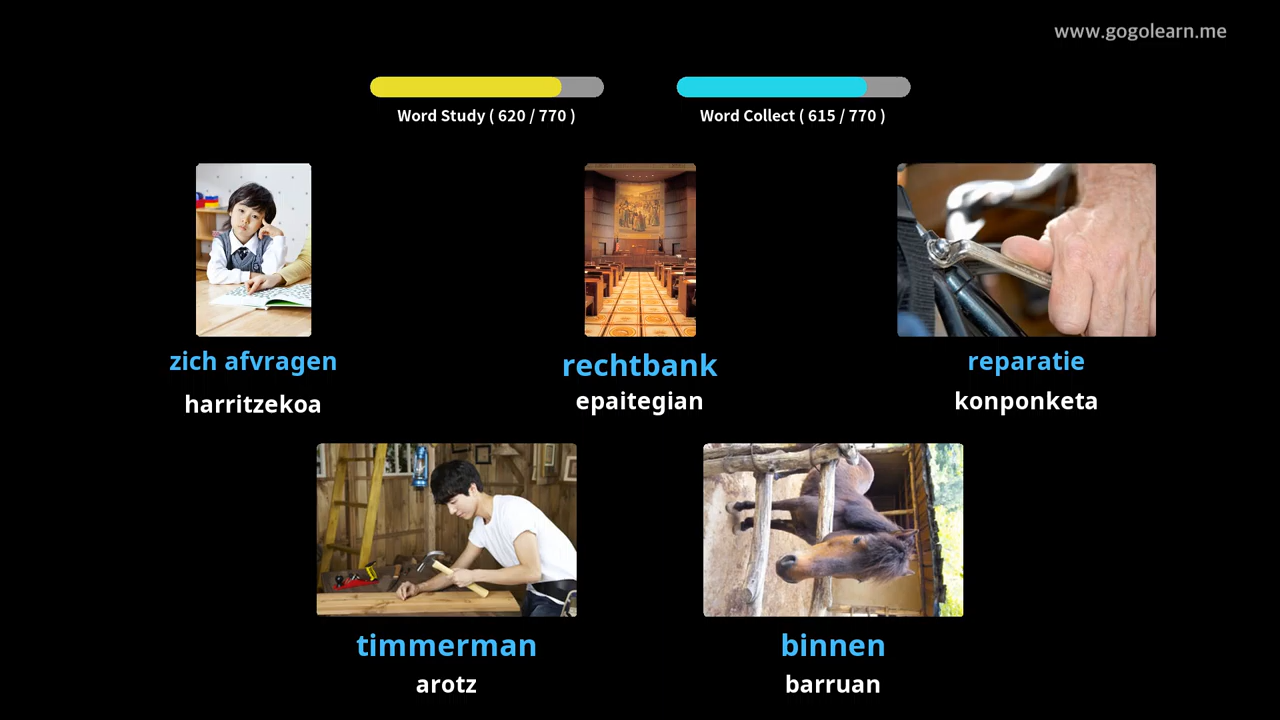 www.gogolearn.me
Word Study ( 620 / 770 )
Word Collect ( 615 / 770 )
zich afvragen
harritzekoa
rechtbank
epaitegian
reparatie
konponketa
timmerman
arotz
binnen
barruan